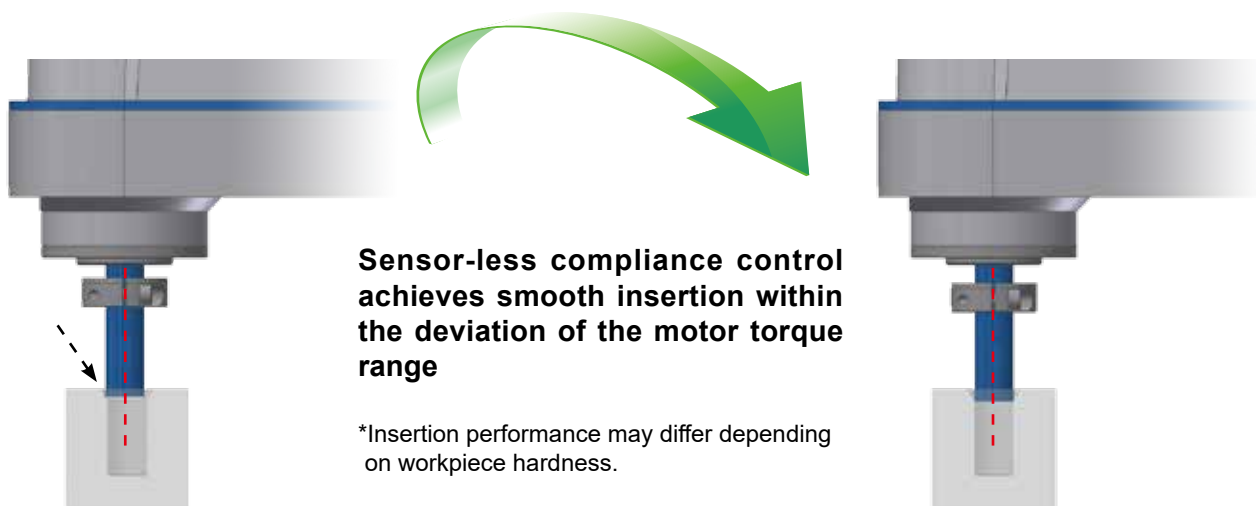 Sensor-less compliance control
achieves smooth insertion within
the deviation of the motor torque
range
*Insertion performance may differ depending
on workpiece hardness.